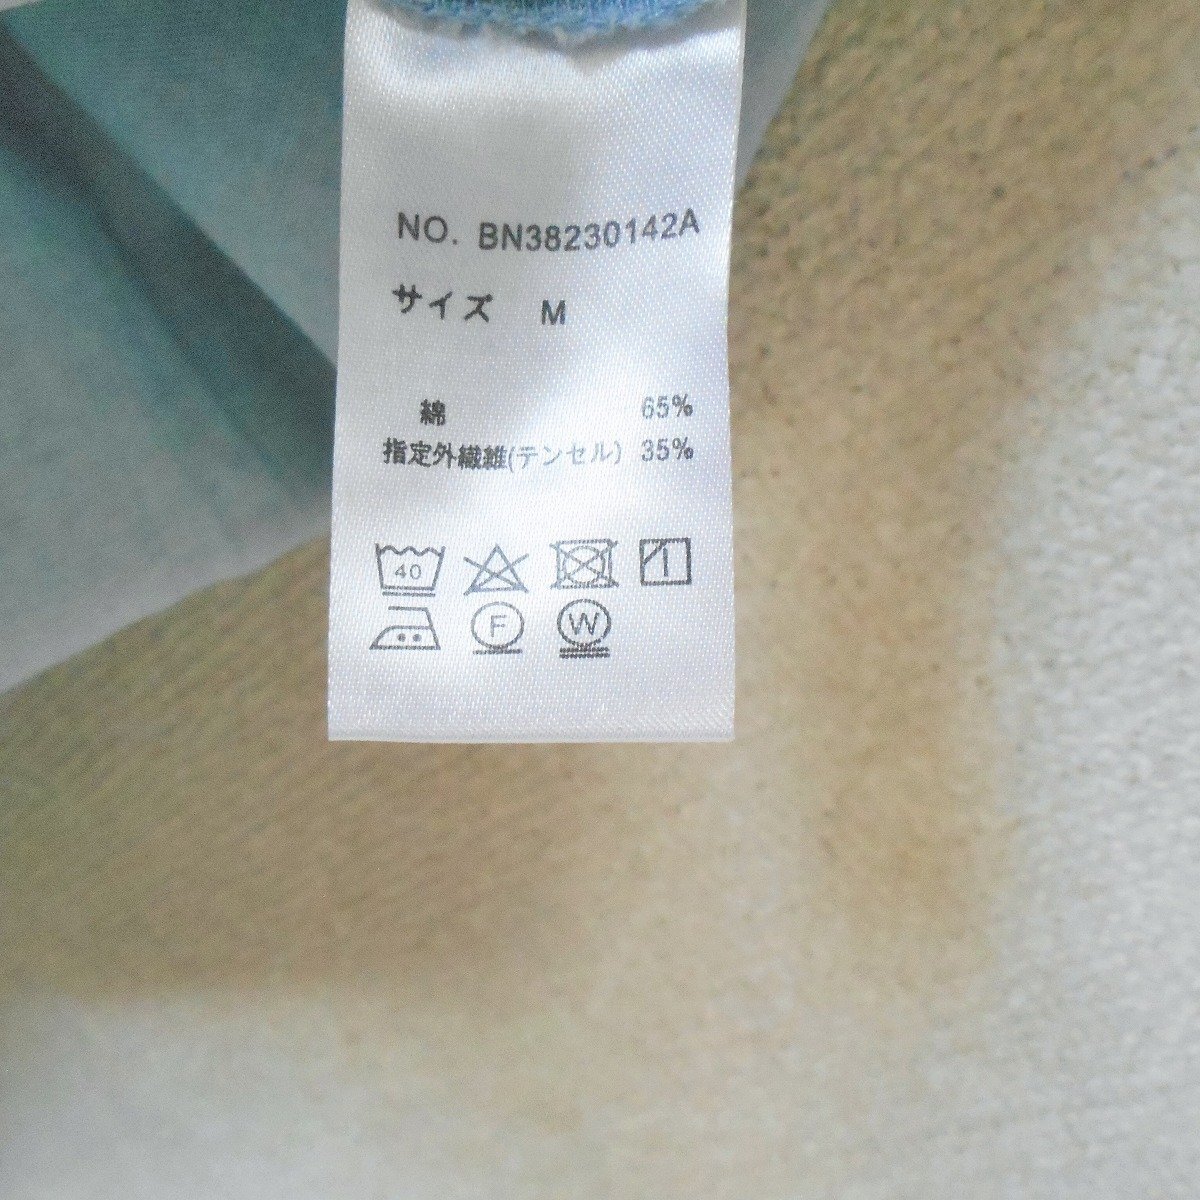 NO. BN38230142A
サイズ M
綿 65%
指定外繊維(テンセル) 35%
40
F W